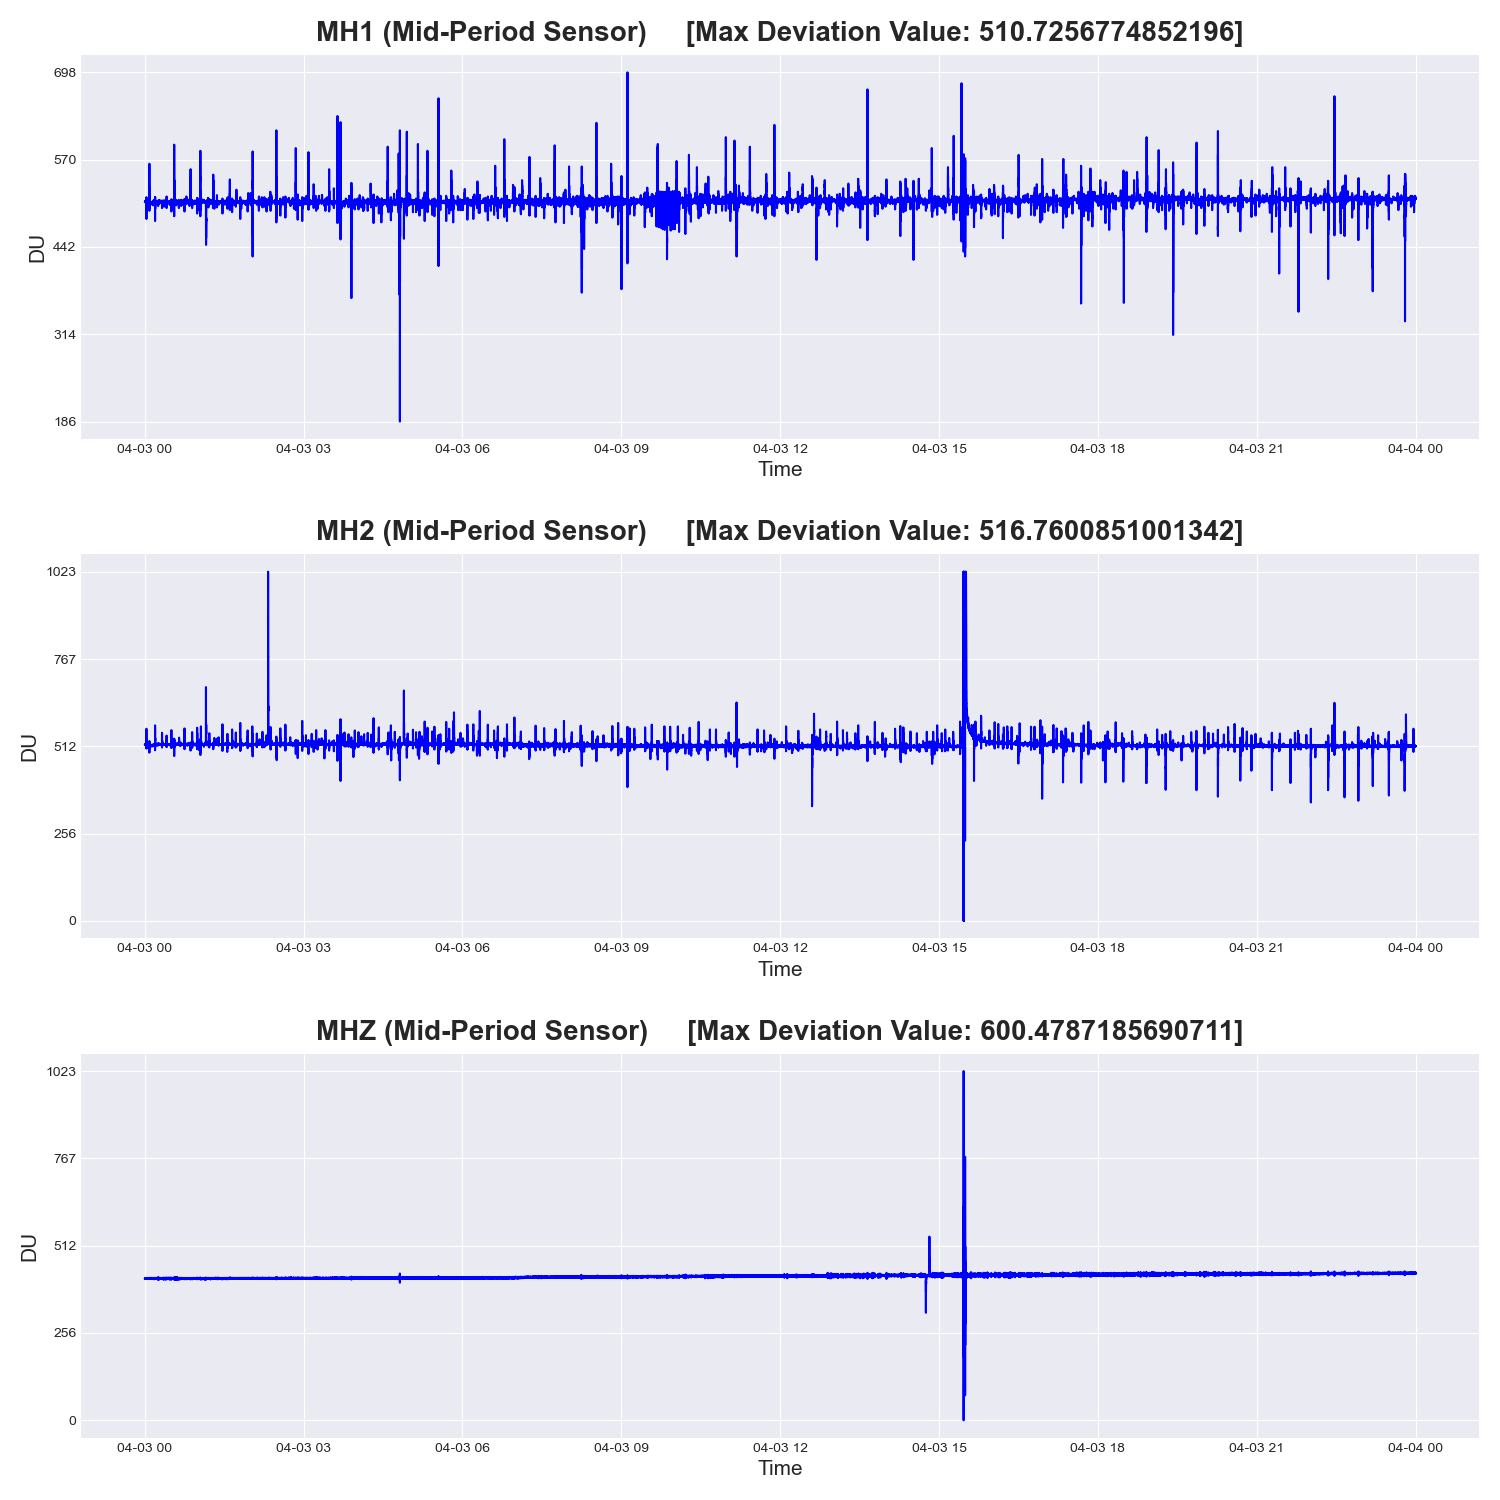 MH1 (Mid-Period Sensor) [Max Deviation Value: 510.7256774852196]
698
570
442
314
186
DU
04-03 00 04-03 03 04-03 06 04-03 09 04-03 12 04-03 15 04-03 18 04-03 21 04-04 00
Time
MH2 (Mid-Period Sensor) [Max Deviation Value: 516.7600851001342]
1023
767
512
256
0
DU
04-03 00 04-03 03 04-03 06 04-03 09 04-03 12 04-03 15 04-03 18 04-03 21 04-04 00
Time
MHZ (Mid-Period Sensor) [Max Deviation Value: 600.4787185690711]
1023
767
512
256
0
DU
04-03 00 04-03 03 04-03 06 04-03 09 04-03 12 04-03 15 04-03 18 04-03 21 04-04 00
Time